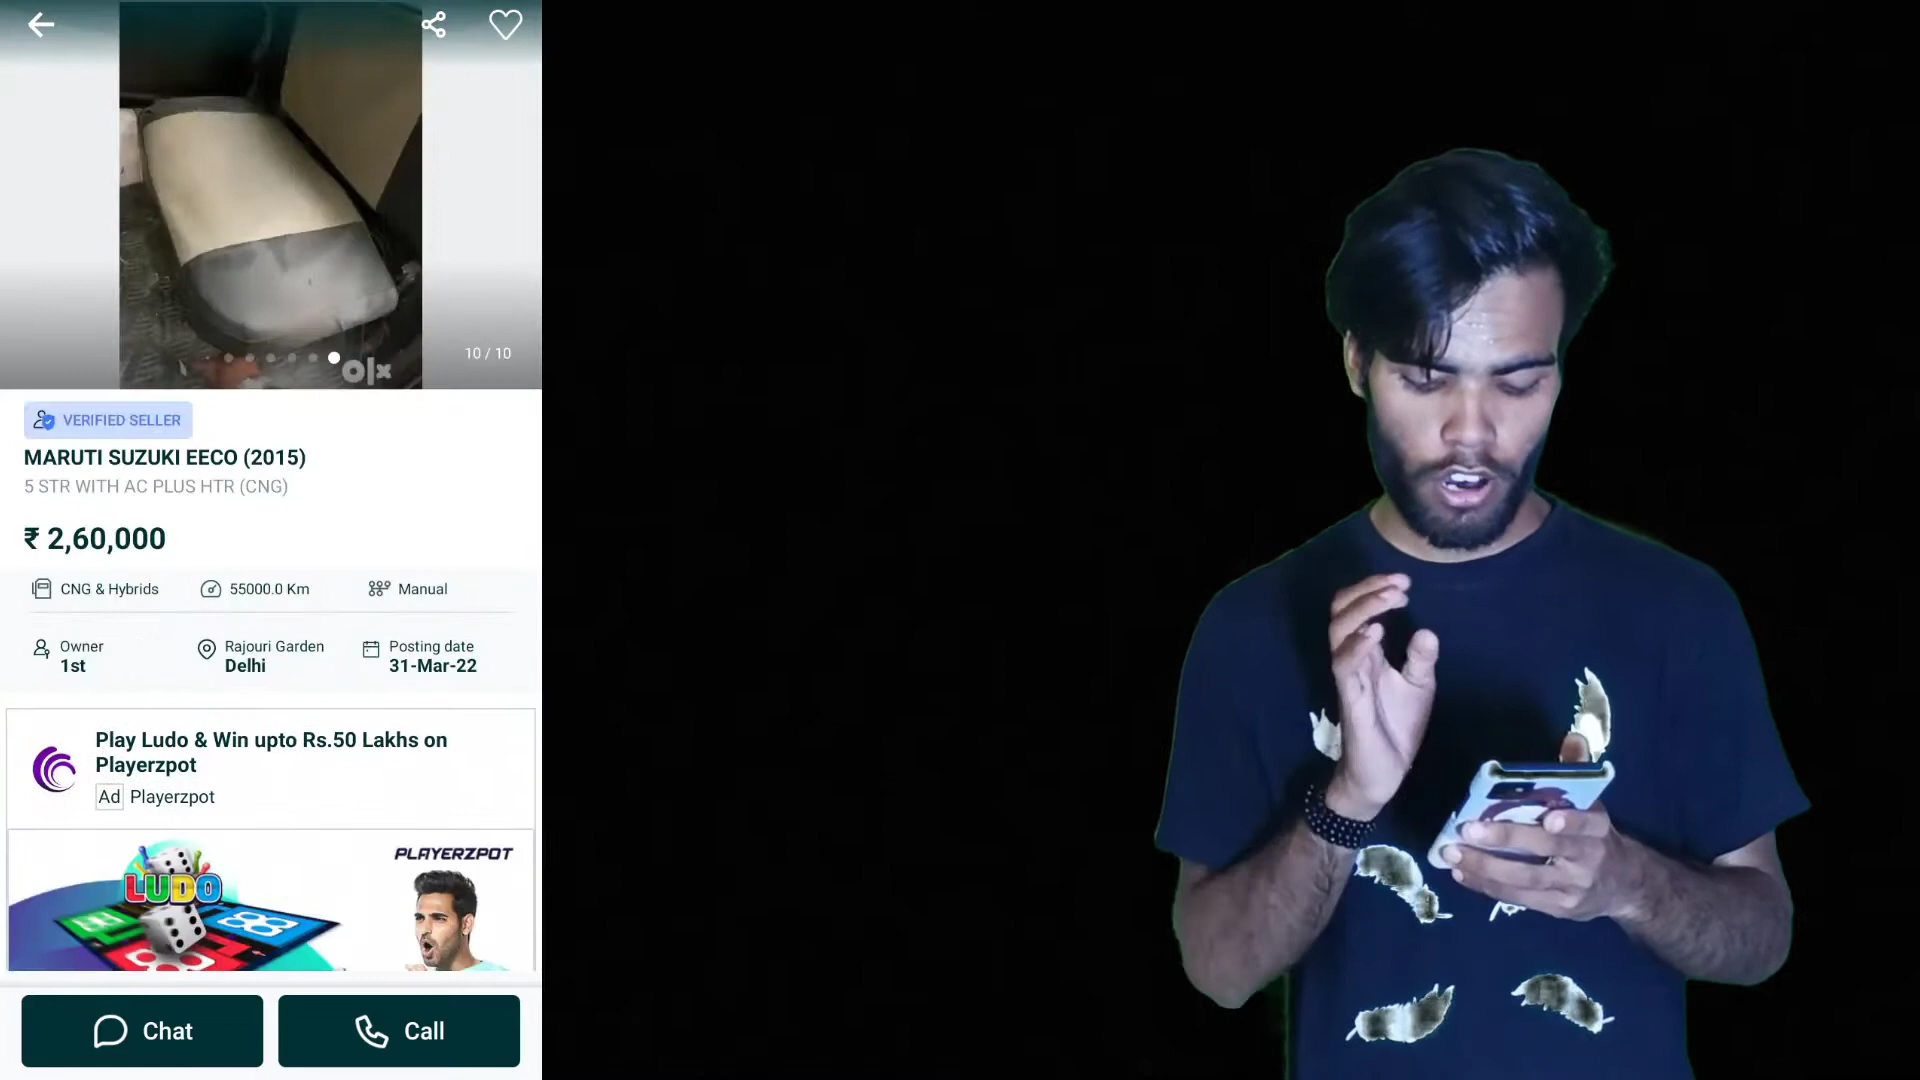 olx
10 / 10
VERIFIED SELLER
MARUTI SUZUKI EECO (2015)
5 STR WITH AC PLUS HTR (CNG)
₹ 2,60,000
CNG & Hybrids
55000.0 Km
Manual
Owner
1st
Rajouri Garden
Delhi
Posting date
31-Mar-22
Play Ludo & Win upto Rs.50 Lakhs on
Playerzpot
Ad Playerzpot
PLAYERZPOT
LUDO
Chat
Call